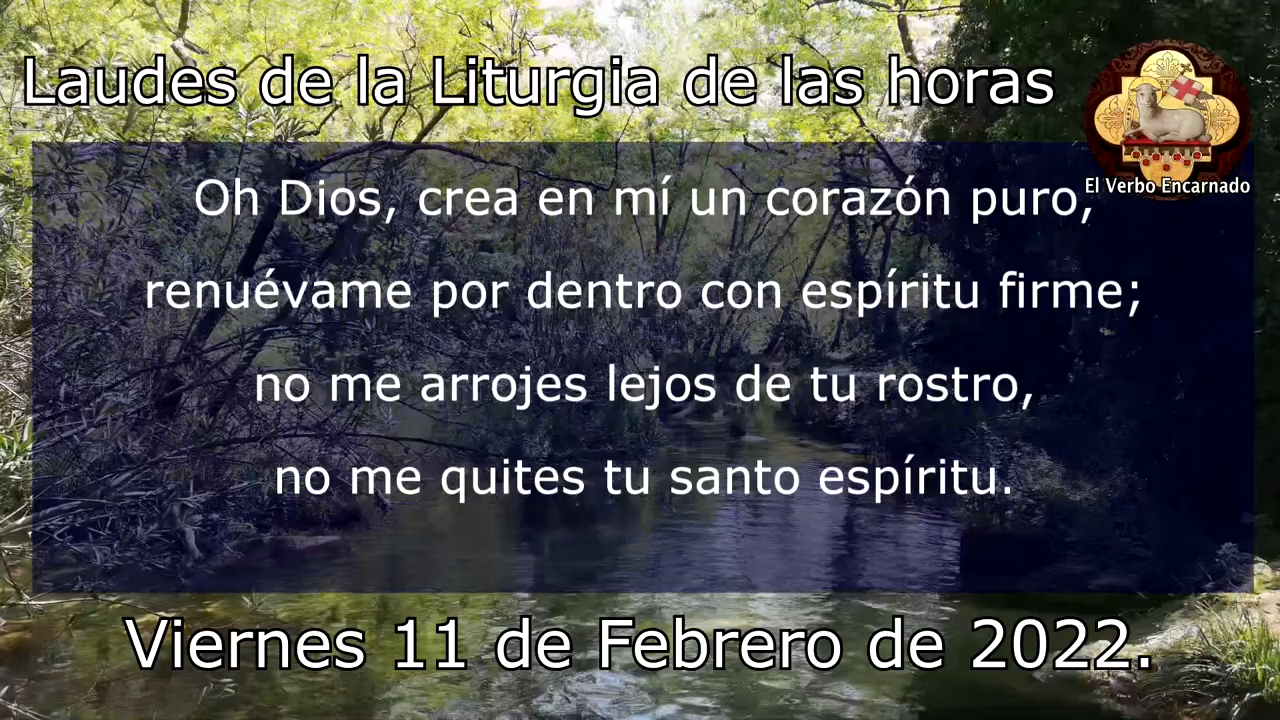 Laudes de la Liturgia de las horas
El Verbo Encarnado
Oh Dios, crea en mí un corazón puro,
renuévame por dentro con espíritu firme;
no me arrojes lejos de tu rostro,
no me quites tu santo espíritu.
Viernes 11 de Febrero de 2022.